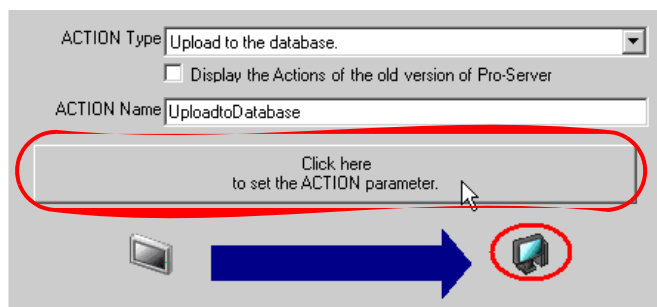 ACTION Type Upload to the database.
Display the Actions of the old version of Pro-Server
ACTION Name UploadtoDatabase
Click here
to set the ACTION parameter.